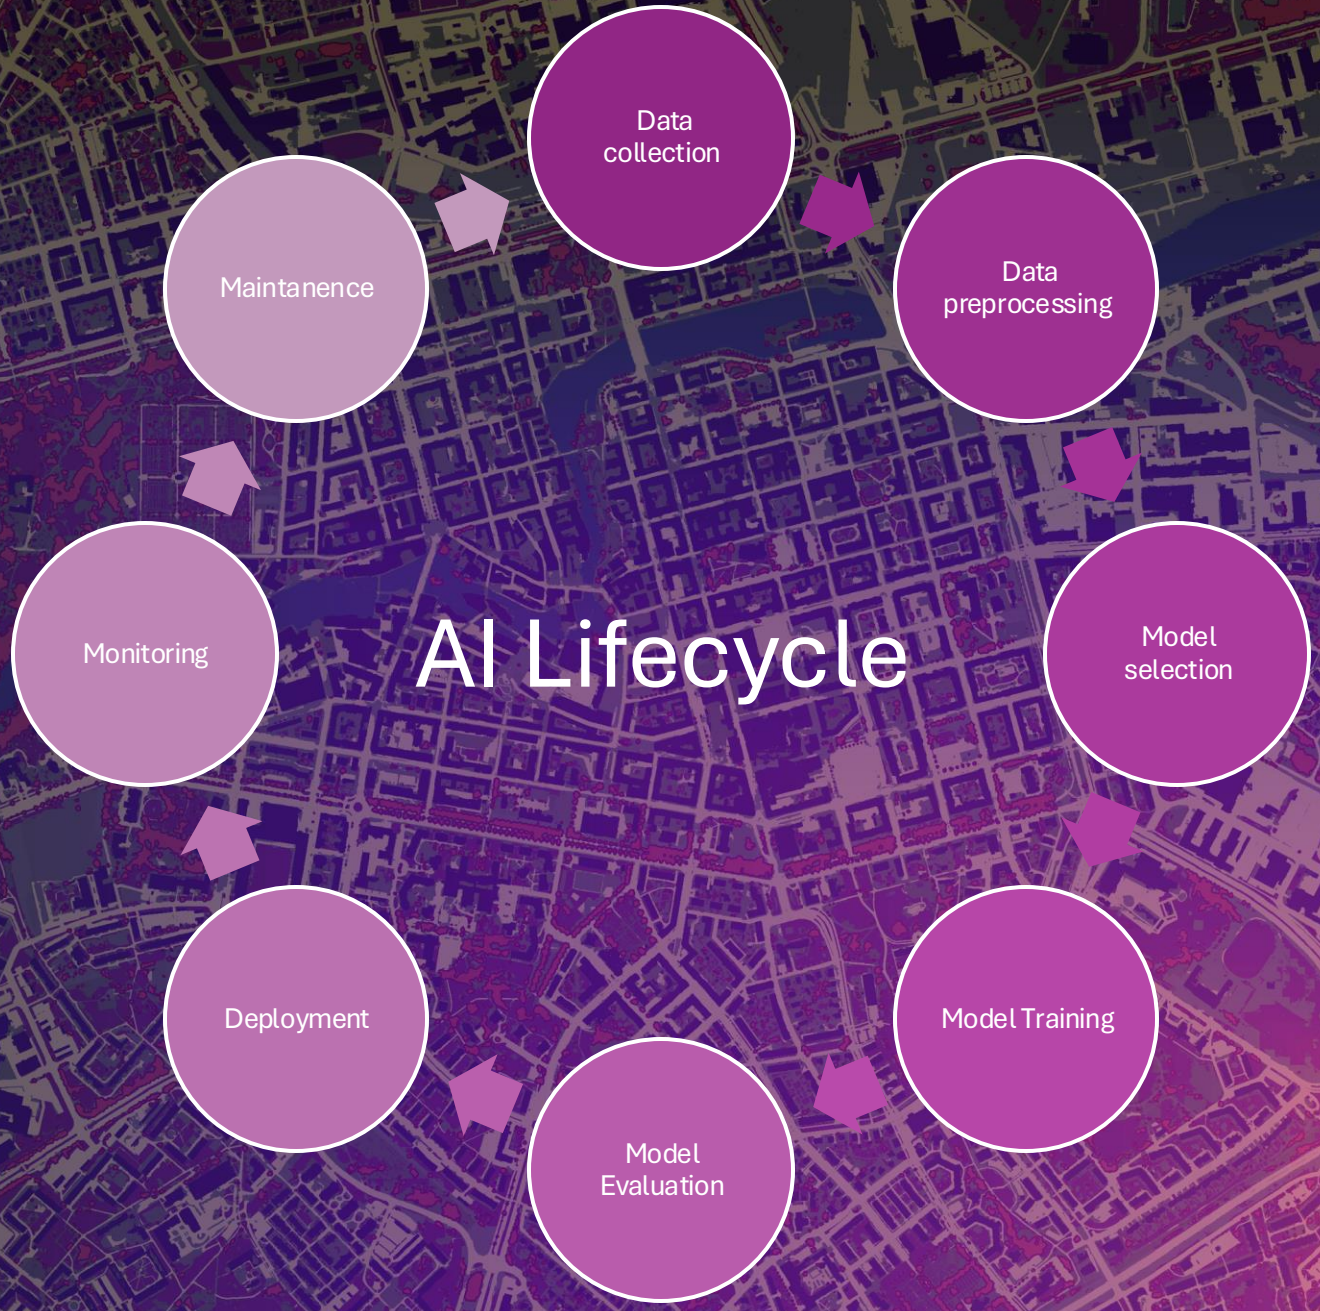 Data
collection
Data
preprocessing
Model
selection
Model Training
Model
Evaluation
Deployment
Monitoring
Maintanence
AI Lifecycle